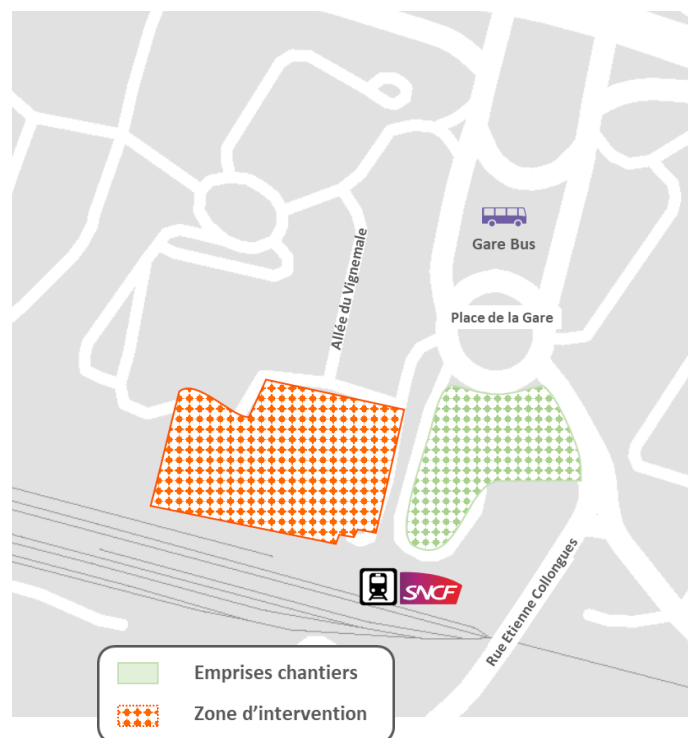 Gare Bus
Place de la Gare
Allée du Vignemale
SNCF
Rue Etienne Collongues
Emprises chantiers
Zone d'intervention